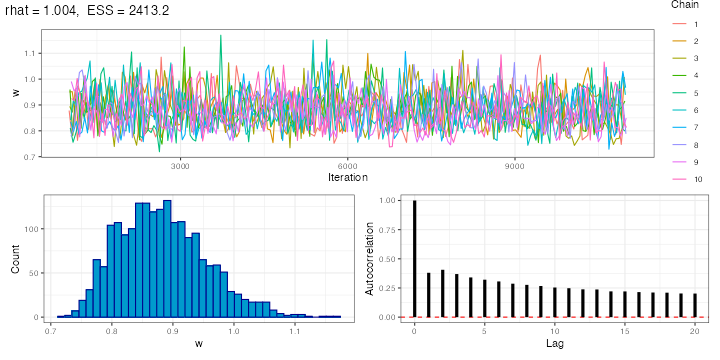 rhat = 1.004, ESS = 2413.2
Chain
1
2
3
4
5
6
7
8
9
10
w
1.1
1.0
0.9
0.8
0.7
3000 6000 9000
Iteration
Count
100
50
0
0.7 0.8 0.9 1.0 1.1
w
Autocorrelation
1.00
0.75
0.50
0.25
0.00
0 5 10 15 20
Lag